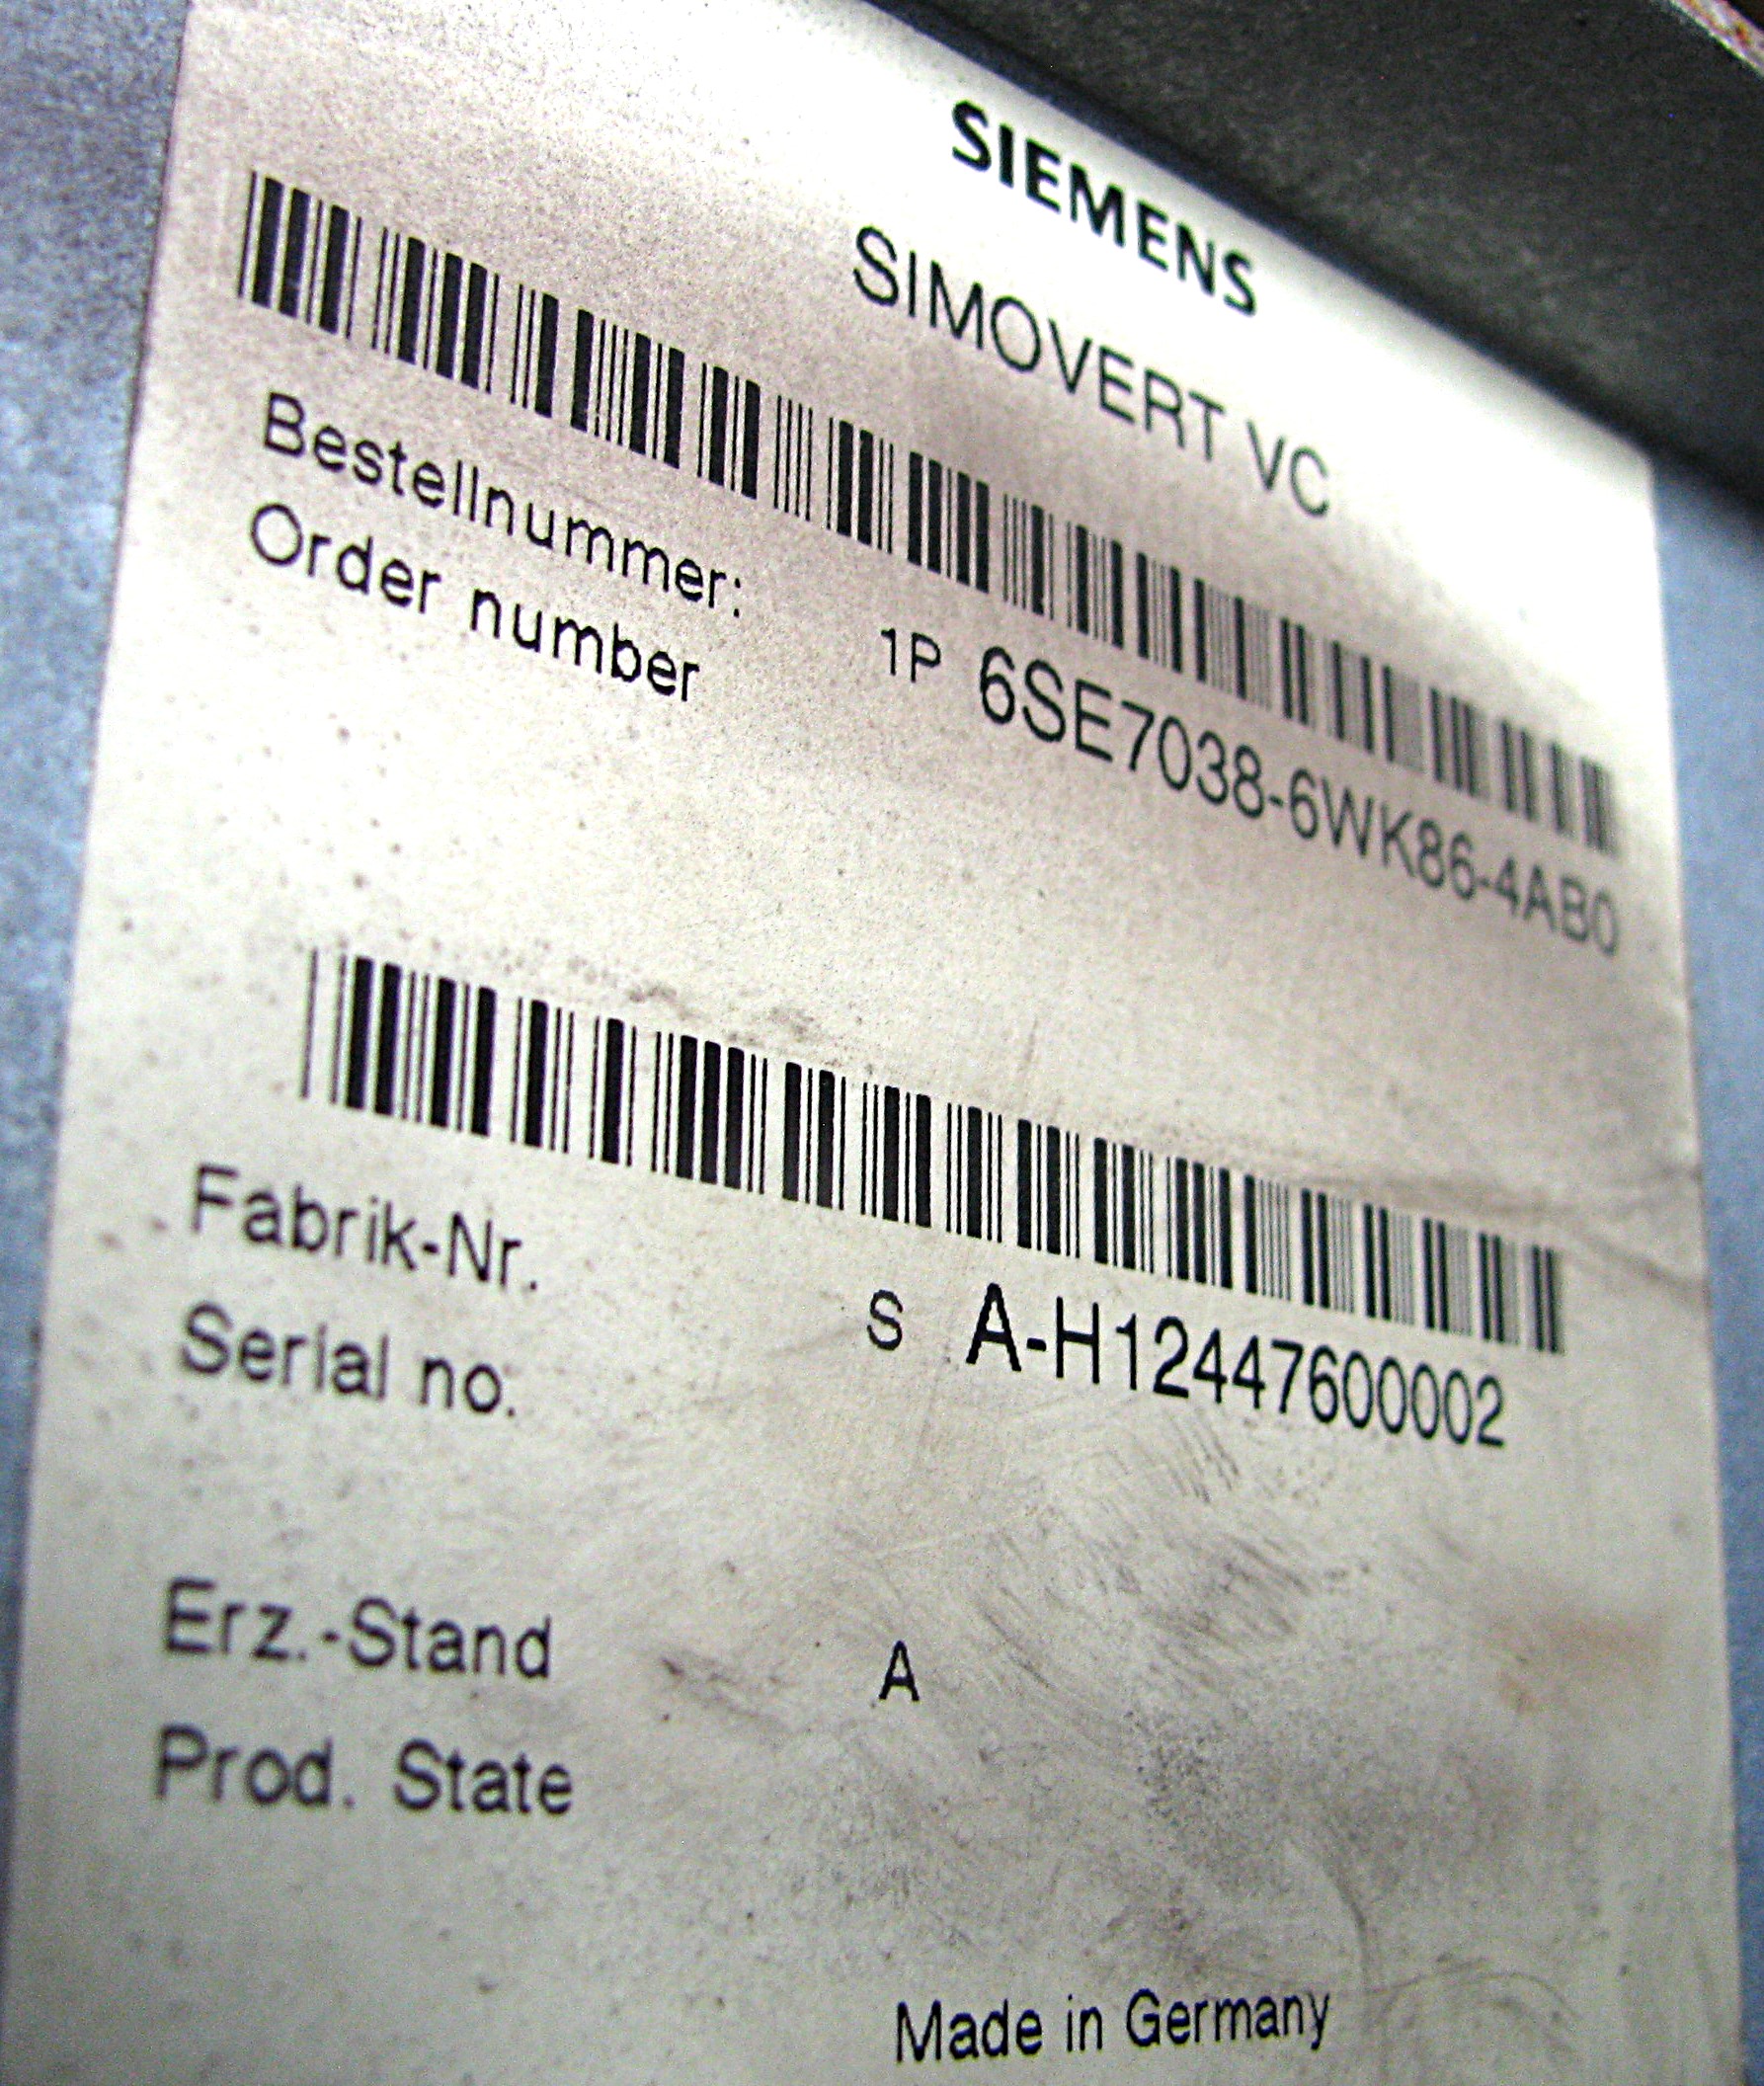 SIEMENS
SIMOVERT VC
Bestellnummer:
Order number
1P 6SE7038-6WK86-4AB0
Fabrik-Nr.
Serial no.
S A-H12447600002
Erz.-Stand
A
Prod. State
Made in Germany